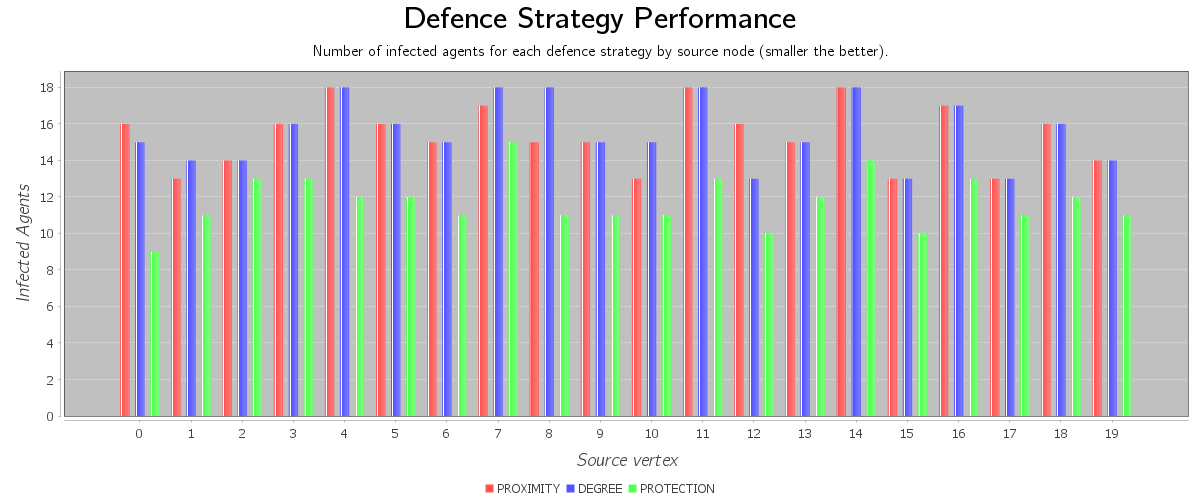 Defence Strategy Performance
Number of infected agents for each defence strategy by source node (smaller the better).
Infected Agents
18
16
14
12
10
8
6
4
2
0
0 1 2 3 4 5 6 7 8 9 10 11 12 13 14 15 16 17 18 19
Source vertex
PROXIMITY DEGREE PROTECTION